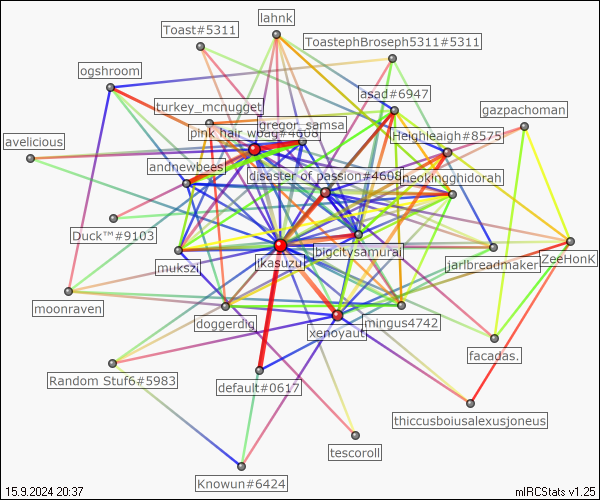 lahnk
Toast#5311
ToastephBroseph5311#5311
ogshroom
asad#6947
turkey_mcnugget
gazpachoman
gregor_samsa
pink hair woag#4608
Heighleaigh#8575
avelicious
andnewbees
disaster of passion#4608
neokingghidorah
Duck™#9103
bigcitysamurai
ZeeHonK
mukszi
kasuzu
jarlbreadmaker
moonraven
doggerdig
mingus4742
xenoyaut
facadas.
Random Stuf6#5983
default#0617
thiccusboiusalexusjoneus
tescoroll
Knowun#6424
15.9.2024 20:37
mIRCStats v1.25